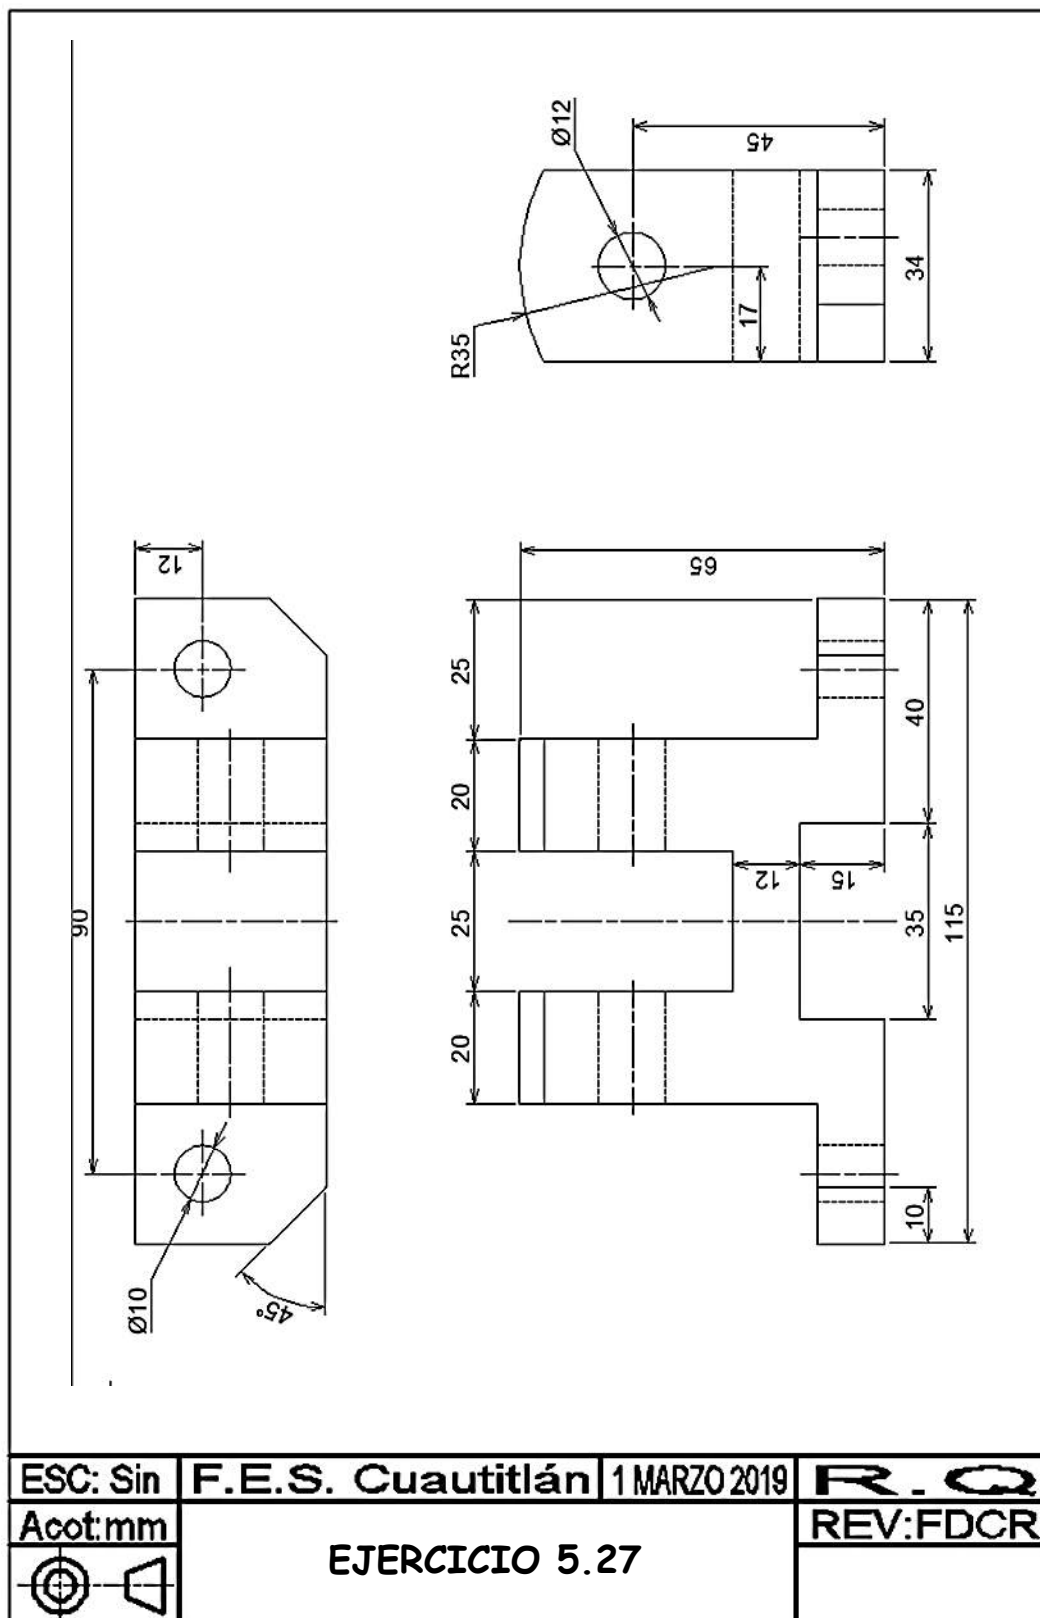 Ø12
45
R35
17
34
12
90
Ø10
45°
65
25
20
25
20
12
15
40
35
115
10
ESC: Sin
F.E.S. Cuautitlán
1 MARZO 2019
R. Q
Acot:mm
EJERCICIO 5.27
REV:FDCR